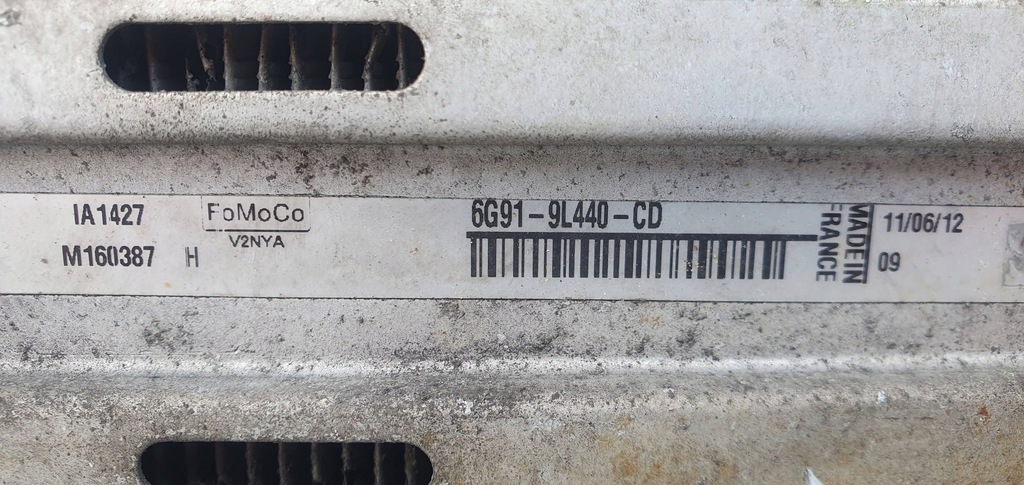 IA1427
M160387 H
FoMoCo
V2NYA
6G91-9L440-CD
MADE IN
FRANCE
11/06/12
09